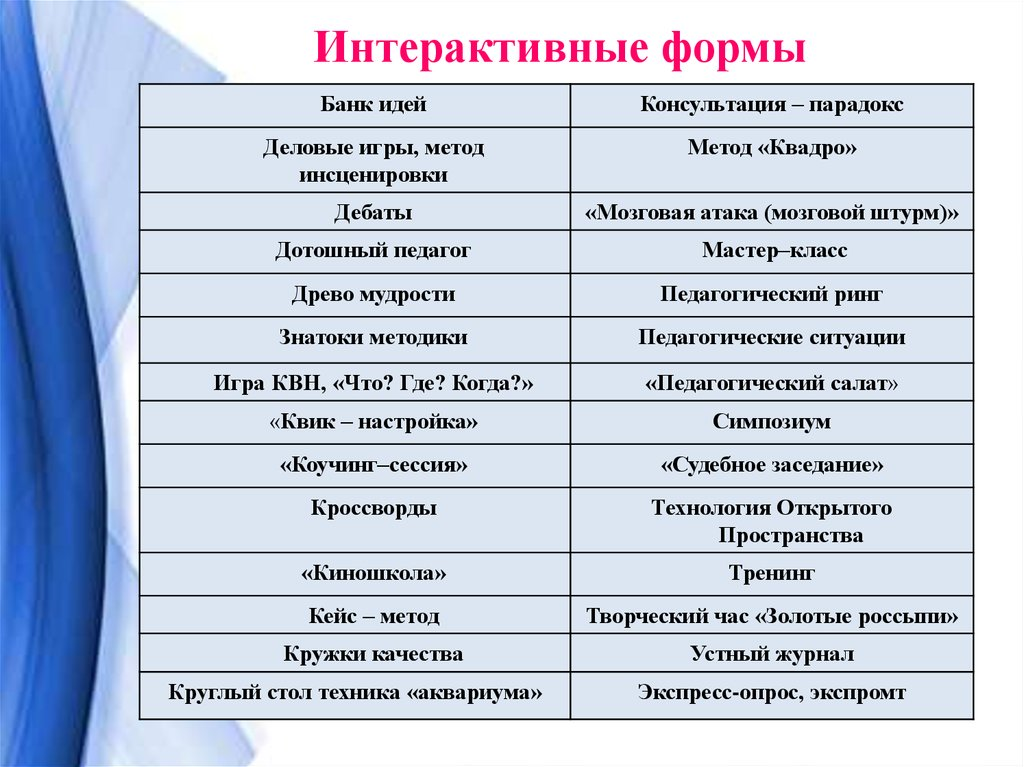 Интерактивные формы
Банк идей
Консультация – парадокс
Деловые игры, метод
инсценировки
Метод «Квадро»
Дебаты
«Мозговая атака (мозговой штурм)»
Дотошный педагог
Мастер–класс
Древо мудрости
Педагогический ринг
Знатоки методики
Педагогические ситуации
Игра КВН, «Что? Где? Когда?»
«Педагогический салат»
«Квик – настройка»
Симпозиум
«Коучинг–сессия»
«Судебное заседание»
Кроссворды
Технология Открытого
Пространства
«Киношкола»
Тренинг
Кейс – метод
Творческий час «Золотые россыпи»
Кружки качества
Устный журнал
Круглый стол техника «аквариума»
Экспресс-опрос, экспромт